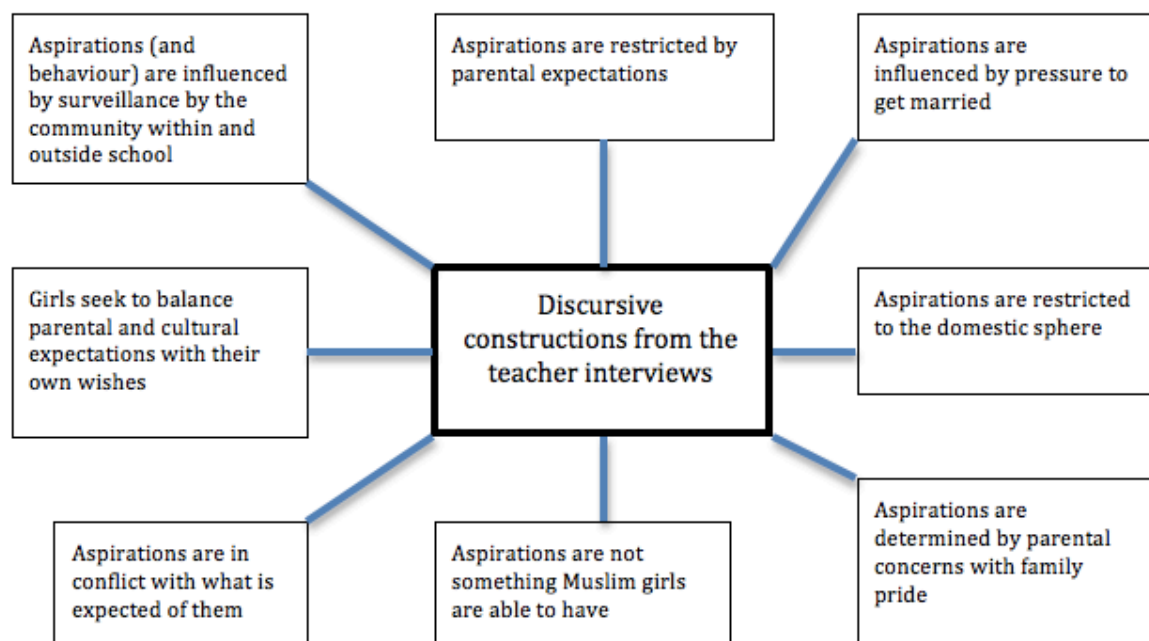 Aspirations (and
behaviour) are influenced
by surveillance by the
community within and
outside school
Aspirations are restricted by
parental expectations
Aspirations are
influenced by pressure to
get married
Girls seek to balance
parental and cultural
expectations with their
own wishes
Discursive
constructions from the
teacher interviews
Aspirations are restricted
to the domestic sphere
Aspirations are in
conflict with what is
expected of them
Aspirations are not
something Muslim girls
are able to have
Aspirations are
determined by parental
concerns with family
pride